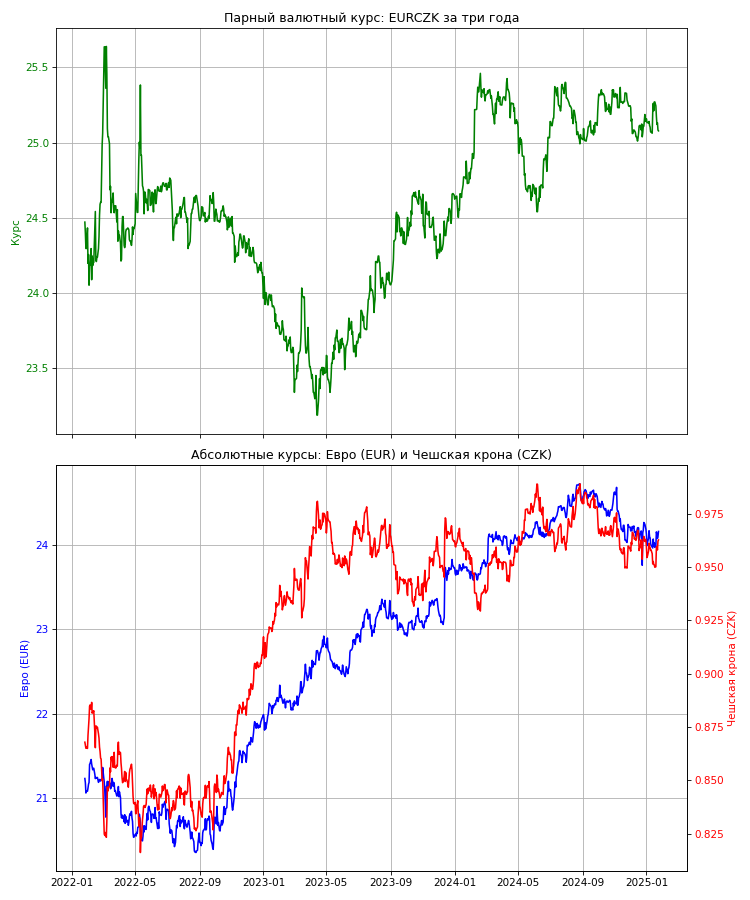 Парный валютный курс: EURCZK за три года
25.5
25.0
24.5
24.0
23.5
Курс
Абсолютные курсы: Евро (EUR) и Чешская крона (CZK)
24
23
22
21
Евро (EUR)
0.975
0.950
0.925
0.900
0.875
0.850
0.825
Чешская крона (CZK)
2022-01 2022-05 2022-09 2023-01 2023-05 2023-09 2024-01 2024-05 2024-09 2025-01